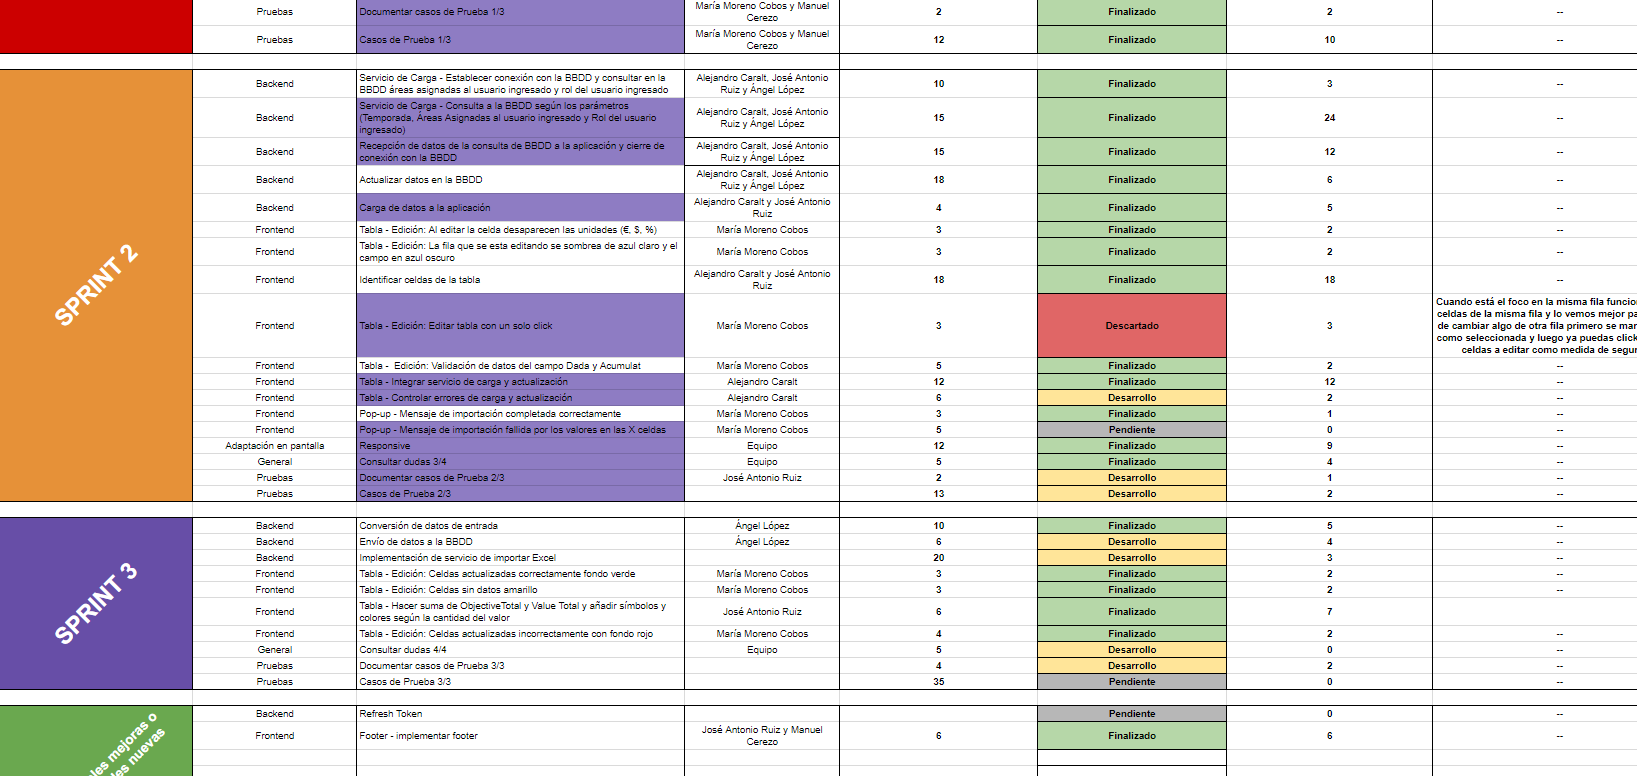 Pruebas Documentar casos de Prueba 1/3 María Moreno Cobos y Manuel Cerezo 2 Finalizado 2 --
Pruebas Casos de Prueba 1/3 María Moreno Cobos y Manuel Cerezo 12 Finalizado 10 --
SPRINT 2
Backend Servicio de Carga - Establecer conexión con la BBDD y consultar en la BBDD áreas asignadas al usuario ingresado y rol del usuario ingresado Alejandro Caralt, José Antonio Ruiz y Ángel López 10 Finalizado 3 --
Backend Servicio de Carga - Consulta a la BBDD según los parámetros (Temporada, Áreas Asignadas al usuario ingresado y Rol del usuario ingresado) Alejandro Caralt, José Antonio Ruiz y Ángel López 15 Finalizado 24 --
Backend Recepción de datos de la consulta de BBDD a la aplicación y cierre de conexión con la BBDD Alejandro Caralt, José Antonio Ruiz y Ángel López 15 Finalizado 12 --
Backend Actualizar datos en la BBDD Alejandro Caralt, José Antonio Ruiz y Ángel López 18 Finalizado 6 --
Backend Carga de datos a la aplicación Alejandro Caralt y José Antonio Ruiz 4 Finalizado 5 --
Frontend Tabla - Edición: Al editar la celda desaparecen las unidades (€, $, %) María Moreno Cobos 3 Finalizado 2 --
Frontend Tabla - Edición: La fila que se esta editando se sombrea de azul claro y el campo en azul oscuro María Moreno Cobos 3 Finalizado 2 --
Frontend Identificar celdas de la tabla Alejandro Caralt y José Antonio Ruiz 18 Finalizado 18 --
Frontend Tabla - Edición: Editar tabla con un solo click María Moreno Cobos 3 Descartado 3
Cuando está el foco en la misma fila funcio
celdas de la misma fila y lo vemos mejor pa
de cambiar algo de otra fila primero se mar
como seleccionada y luego ya puedas click
celdas a editar como medida de segur
Frontend Tabla - Edición: Validación de datos del campo Dada y Acumulat María Moreno Cobos 5 Finalizado 2 --
Frontend Tabla - Integrar servicio de carga y actualización Alejandro Caralt 12 Finalizado 12 --
Frontend Tabla - Controlar errores de carga y actualización Alejandro Caralt 6 Desarrollo 2 --
Frontend Pop-up - Mensaje de importación completada correctamente María Moreno Cobos 3 Finalizado 1 --
Frontend Pop-up - Mensaje de importación fallida por los valores en las X celdas María Moreno Cobos 5 Pendiente 0 --
Adaptación en pantalla Responsive Equipo 12 Finalizado 9 --
General Consultar dudas 3/4 Equipo 5 Finalizado 4 --
Pruebas Documentar casos de Prueba 2/3 José Antonio Ruiz 2 Desarrollo 1 --
Pruebas Casos de Prueba 2/3 13 Desarrollo 2 --
SPRINT 3
Backend Conversión de datos de entrada Ángel López 10 Finalizado 5 --
Backend Envío de datos a la BBDD Ángel López 6 Desarrollo 4 --
Backend Implementación de servicio de importar Excel 20 Desarrollo 3 --
Frontend Tabla - Edición: Celdas actualizadas correctamente fondo verde María Moreno Cobos 3 Finalizado 2 --
Frontend Tabla - Edición: Celdas sin datos amarillo María Moreno Cobos 3 Finalizado 2 --
Frontend Tabla - Hacer suma de ObjectiveTotal y Value Total y añadir símbolos y colores según la cantidad del valor José Antonio Ruiz 6 Finalizado 7
Frontend Tabla - Edición: Celdas actualizadas incorrectamente con fondo rojo María Moreno Cobos 4 Finalizado 2 --
General Consultar dudas 4/4 Equipo 5 Desarrollo 0 --
Pruebas Documentar casos de Prueba 3/3 4 Desarrollo 2 --
Pruebas Casos de Prueba 3/3 35 Pendiente 0 --
les mejoras o
des nuevas
Backend Refresh Token Pendiente 0 --
Frontend Footer - implementar footer José Antonio Ruiz y Manuel Cerezo 6 Finalizado 6 --